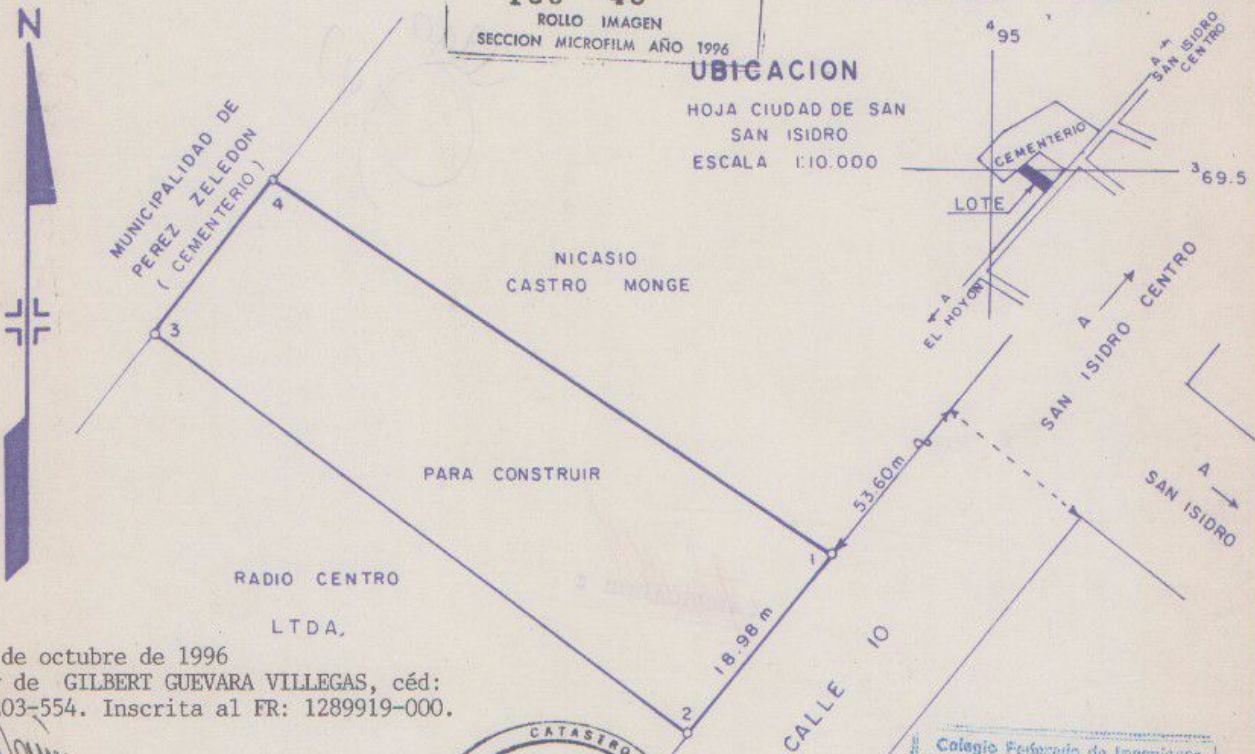 N
ROLLO IMAGEN
SECCION MICROFILM AÑO 1996
UBICACION
HOJA CIUDAD DE SAN
SAN ISIDRO
ESCALA 1:10.000
495
A
SAN ISIDRO
CENTRO
CEMENTERIO
369.5
LOTE
A
EL HOYON
MUNICIPALIDAD DE
PEREZ ZELEDON
( CEMENTERIO )
4
3
NICASIO
CASTRO MONGE
A
SAN ISIDRO CENTRO
53.60m
A
SAN ISIDRO
PARA CONSTRUIR
1
RADIO CENTRO
LTDA,
18.98 m
2
CALLE 10
de octubre de 1996
de GILBERT GUEVARA VILLEGAS, céd:
03-554. Inscrita al FR: 1289919-000.
CATASTRO
Colegio Federado de